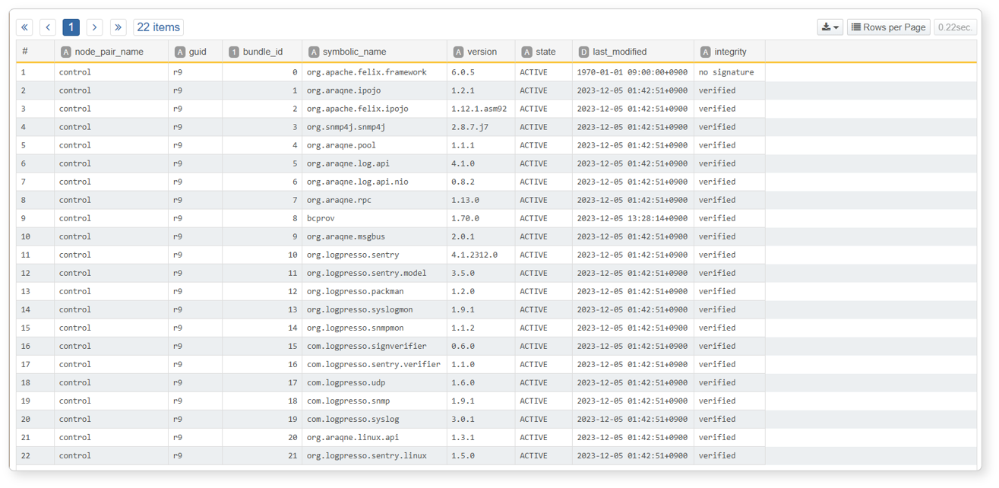 « ‹ 1 › » 22 items Rows per Page 0.22sec.
# A node_pair_name A guid 1 bundle_id A symbolic_name A version A state D last_modified A integrity
1 control r9 0 org.apache.felix.framework 6.0.5 ACTIVE 1970-01-01 09:00:00+0900 no signature
2 control r9 1 org.araqne.ipojo 1.2.1 ACTIVE 2023-12-05 01:42:51+0900 verified
3 control r9 2 org.apache.felix.ipojo 1.12.1.asm92 ACTIVE 2023-12-05 01:42:51+0900 verified
4 control r9 3 org.snmp4j.snmp4j 2.8.7.j7 ACTIVE 2023-12-05 01:42:51+0900 verified
5 control r9 4 org.araqne.pool 1.1.1 ACTIVE 2023-12-05 01:42:51+0900 verified
6 control r9 5 org.araqne.log.api 4.1.0 ACTIVE 2023-12-05 01:42:51+0900 verified
7 control r9 6 org.araqne.log.api.nio 0.8.2 ACTIVE 2023-12-05 01:42:51+0900 verified
8 control r9 7 org.araqne.rpc 1.13.0 ACTIVE 2023-12-05 01:42:51+0900 verified
9 control r9 8 bcprov 1.70.0 ACTIVE 2023-12-05 13:28:14+0900 verified
10 control r9 9 org.araqne.msgbus 2.0.1 ACTIVE 2023-12-05 01:42:51+0900 verified
11 control r9 10 org.logpresso.sentry 4.1.2312.0 ACTIVE 2023-12-05 01:42:51+0900 verified
12 control r9 11 org.logpresso.sentry.model 3.5.0 ACTIVE 2023-12-05 01:42:51+0900 verified
13 control r9 12 org.logpresso.packman 1.2.0 ACTIVE 2023-12-05 01:42:51+0900 verified
14 control r9 13 org.logpresso.syslogmon 1.9.1 ACTIVE 2023-12-05 01:42:51+0900 verified
15 control r9 14 org.logpresso.snmpmon 1.1.2 ACTIVE 2023-12-05 01:42:51+0900 verified
16 control r9 15 com.logpresso.signverifier 0.6.0 ACTIVE 2023-12-05 01:42:51+0900 verified
17 control r9 16 com.logpresso.sentry.verifier 1.1.0 ACTIVE 2023-12-05 01:42:51+0900 verified
18 control r9 17 com.logpresso.udp 1.6.0 ACTIVE 2023-12-05 01:42:51+0900 verified
19 control r9 18 com.logpresso.snmp 1.9.1 ACTIVE 2023-12-05 01:42:51+0900 verified
20 control r9 19 com.logpresso.syslog 3.0.1 ACTIVE 2023-12-05 01:42:51+0900 verified
21 control r9 20 org.araqne.linux.api 1.3.1 ACTIVE 2023-12-05 01:42:51+0900 verified
22 control r9 21 org.logpresso.sentry.linux 1.5.0 ACTIVE 2023-12-05 01:42:51+0900 verified